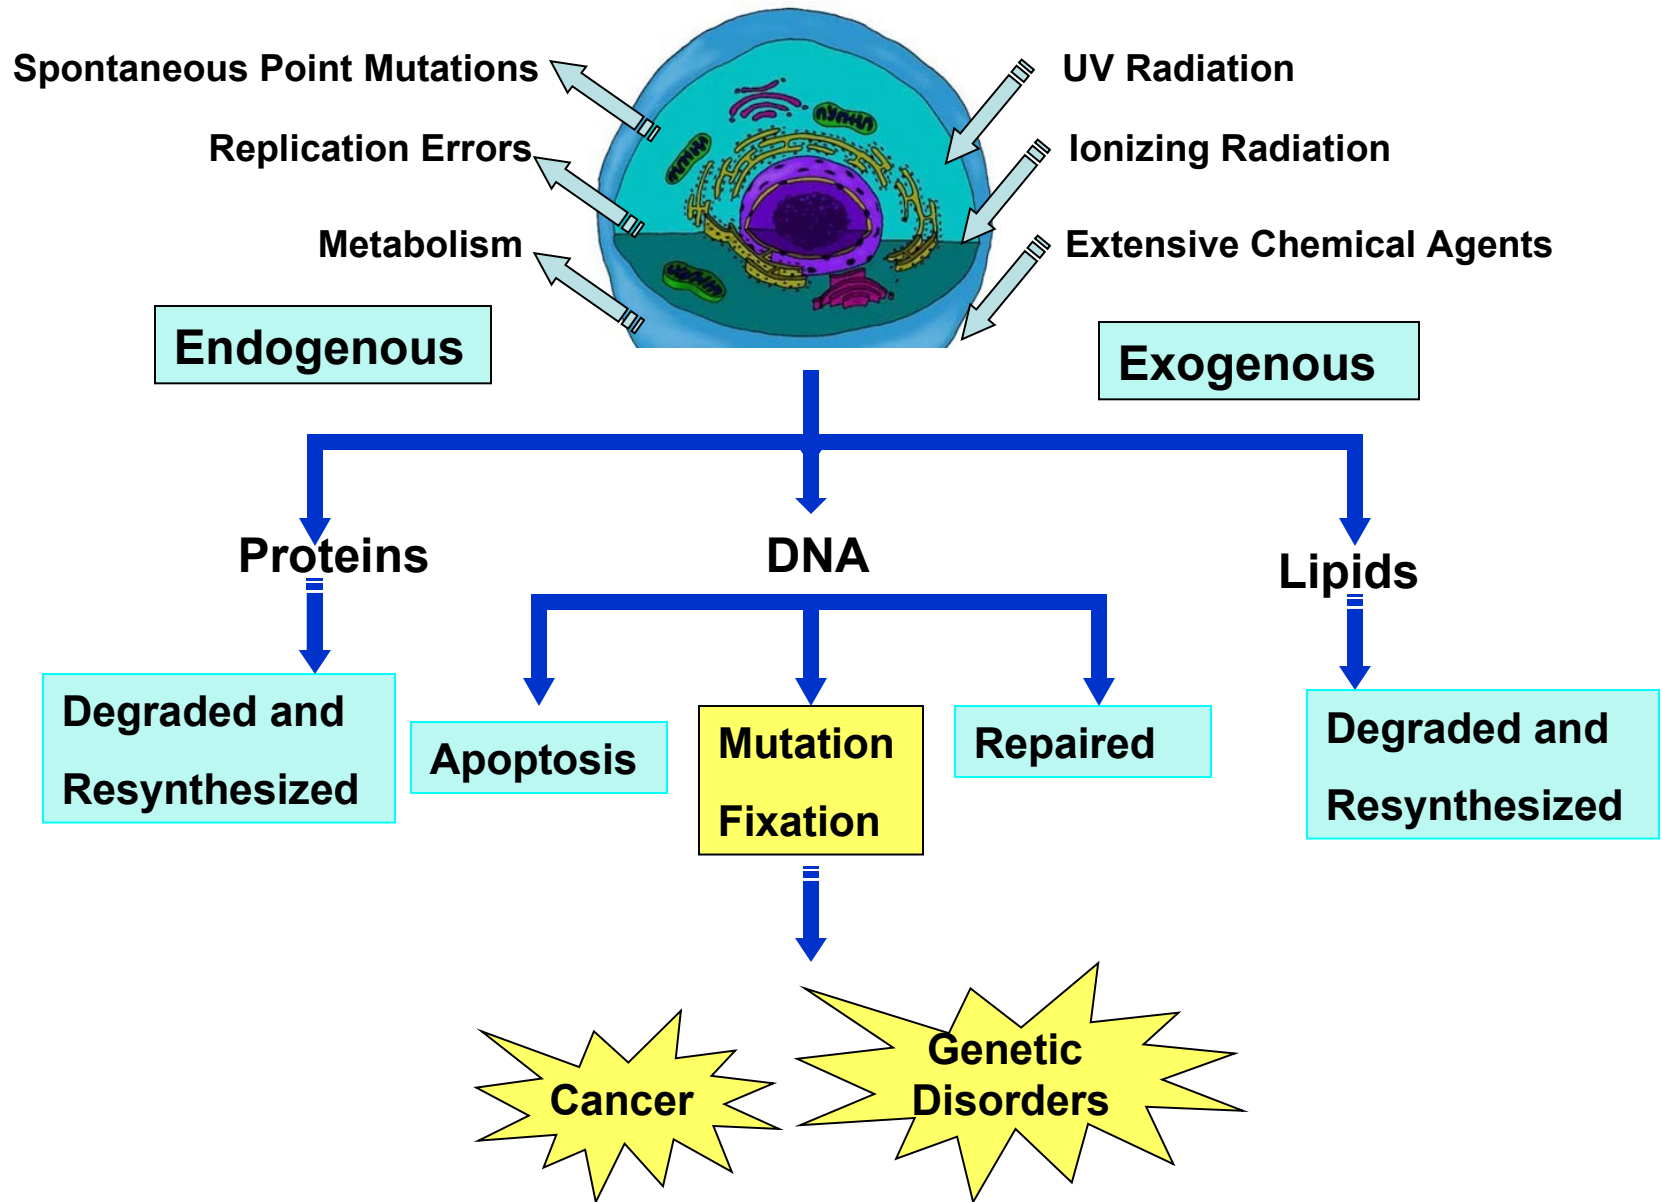 Spontaneous Point Mutations
UV Radiation
Replication Errors
Ionizing Radiation
Metabolism
Extensive Chemical Agents
Endogenous
Exogenous
Proteins
DNA
Lipids
Degraded and
Resynthesized
Apoptosis
Mutation
Fixation
Repaired
Degraded and
Resynthesized
Cancer
Genetic
Disorders